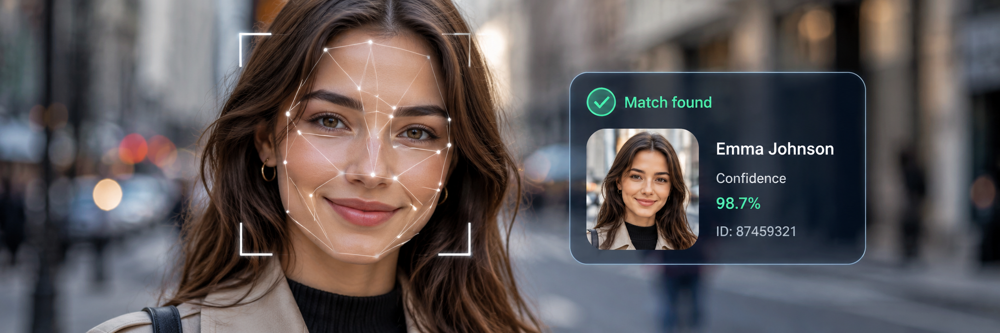 Match found
Emma Johnson
Confidence
98.7%
ID: 87459321